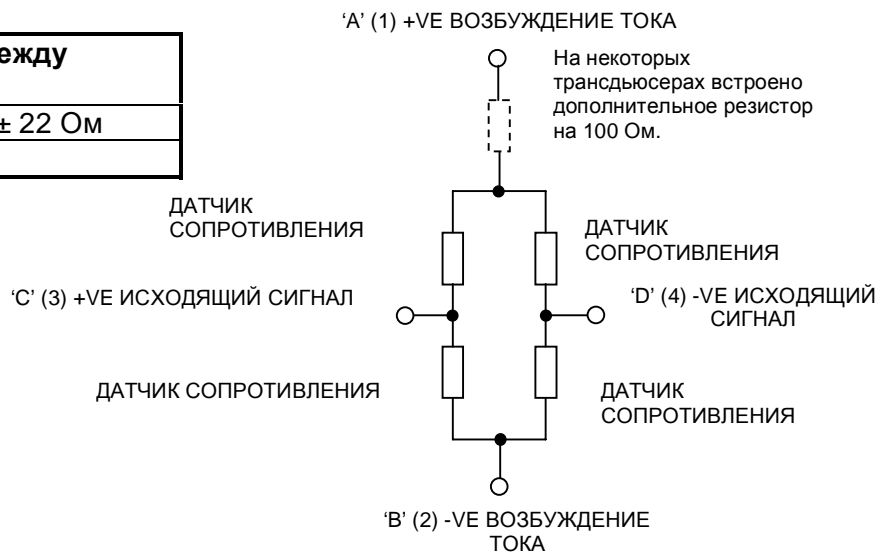 'A' (1) +VE ВОЗБУЖДЕНИЕ ТОКА
На некоторых
трансдьюсерах встроено
дополнительное резистор
на 100 Ом.
ежду
± 22 Ом
ДАТЧИК
СОПРОТИВЛЕНИЯ
ДАТЧИК
СОПРОТИВЛЕНИЯ
'C' (3) +VE ИСХОДЯЩИЙ СИГНАЛ
'D' (4) -VE ИСХОДЯЩИЙ
СИГНАЛ
ДАТЧИК СОПРОТИВЛЕНИЯ
ДАТЧИК
СОПРОТИВЛЕНИЯ
'B' (2) -VE ВОЗБУЖДЕНИЕ
ТОКА